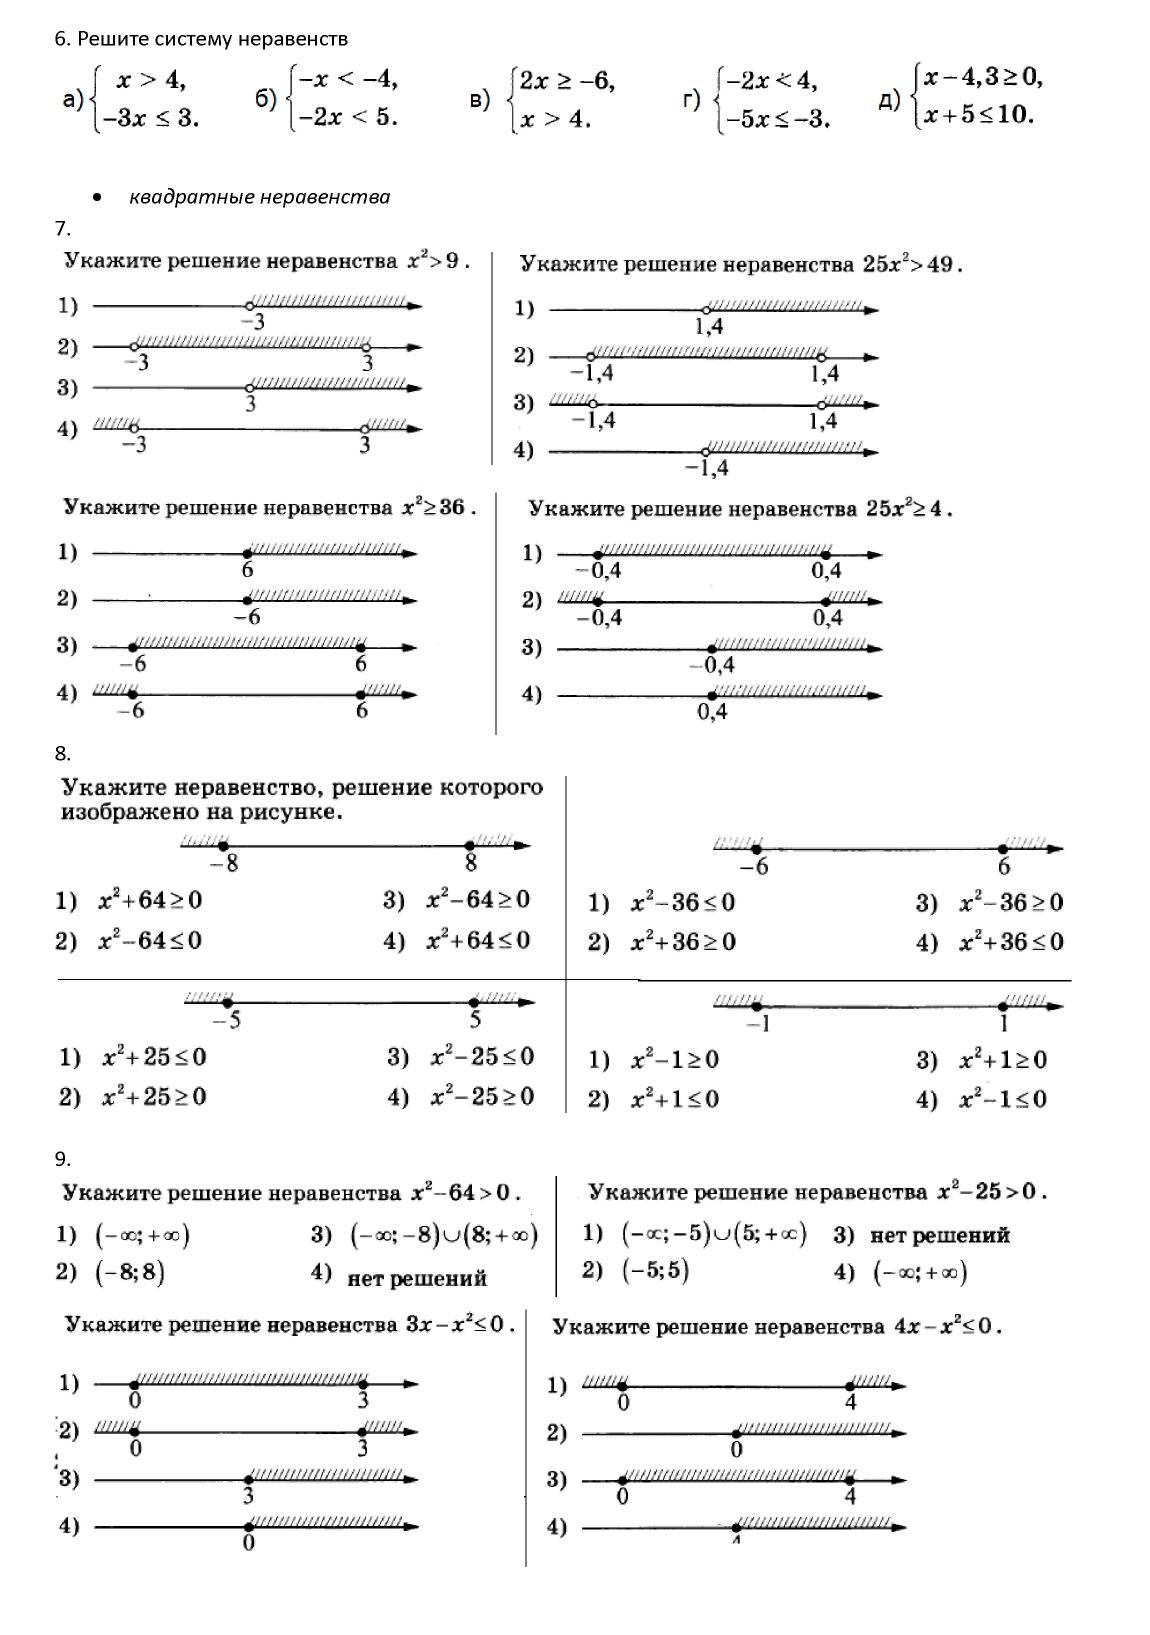 6. Решите систему неравенств
а) { x > 4, б) { −x < −4, в) { 2x ≥ −6, г) { −2x < 4, д) { x − 4,3 ≥ 0,
−3x ≤ 3. −2x < 5. x > 4. −5x ≤ −3. x + 5 ≤ 10.
• квадратные неравенства
7.
Укажите решение неравенства x²>9.
1)
−3
2)
−3 3
3)
3
4)
−3 3
Укажите решение неравенства 25x²>49.
1)
1,4
2)
−1,4 1,4
3)
−1,4 1,4
4)
−1,4
Укажите решение неравенства x²≥36.
1)
6
2)
−6
3)
−6 6
4)
−6 6
Укажите решение неравенства 25x²≥4.
1)
−0,4 0,4
2)
−0,4 0,4
3)
−0,4
4)
0,4
8.
Укажите неравенство, решение которого
изображено на рисунке.
−8 8
1) x²+64≥0 3) x²−64≥0
2) x²−64≤0 4) x²+64≤0
−6 6
1) x²−36≤0 3) x²−36≥0
2) x²+36≥0 4) x²+36≤0
−5 5
1) x²+25≤0 3) x²−25≤0
2) x²+25≥0 4) x²−25≥0
−1 1
1) x²−1≥0 3) x²+1≥0
2) x²+1≤0 4) x²−1≤0
9.
Укажите решение неравенства x²−64>0.
1) (−∞;+∞) 3) (−∞;−8)∪(8;+∞)
2) (−8;8) 4) нет решений
Укажите решение неравенства x²−25>0.
1) (−∞;−5)∪(5;+∞) 3) нет решений
2) (−5;5) 4) (−∞;+∞)
Укажите решение неравенства 3x−x²≤0.
1)
0 3
2)
0 3
3)
3
4)
0
Укажите решение неравенства 4x−x²≤0.
1)
0 4
2)
0
3)
0 4
4)